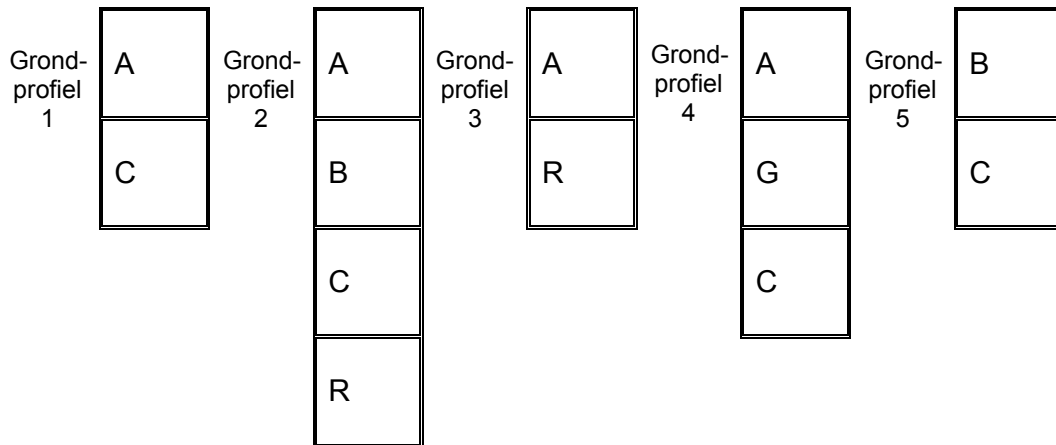 Grond-
profiel
1
A
C
Grond-
profiel
2
A
B
C
R
Grond-
profiel
3
A
R
Grond-
profiel
4
A
G
C
Grond-
profiel
5
B
C